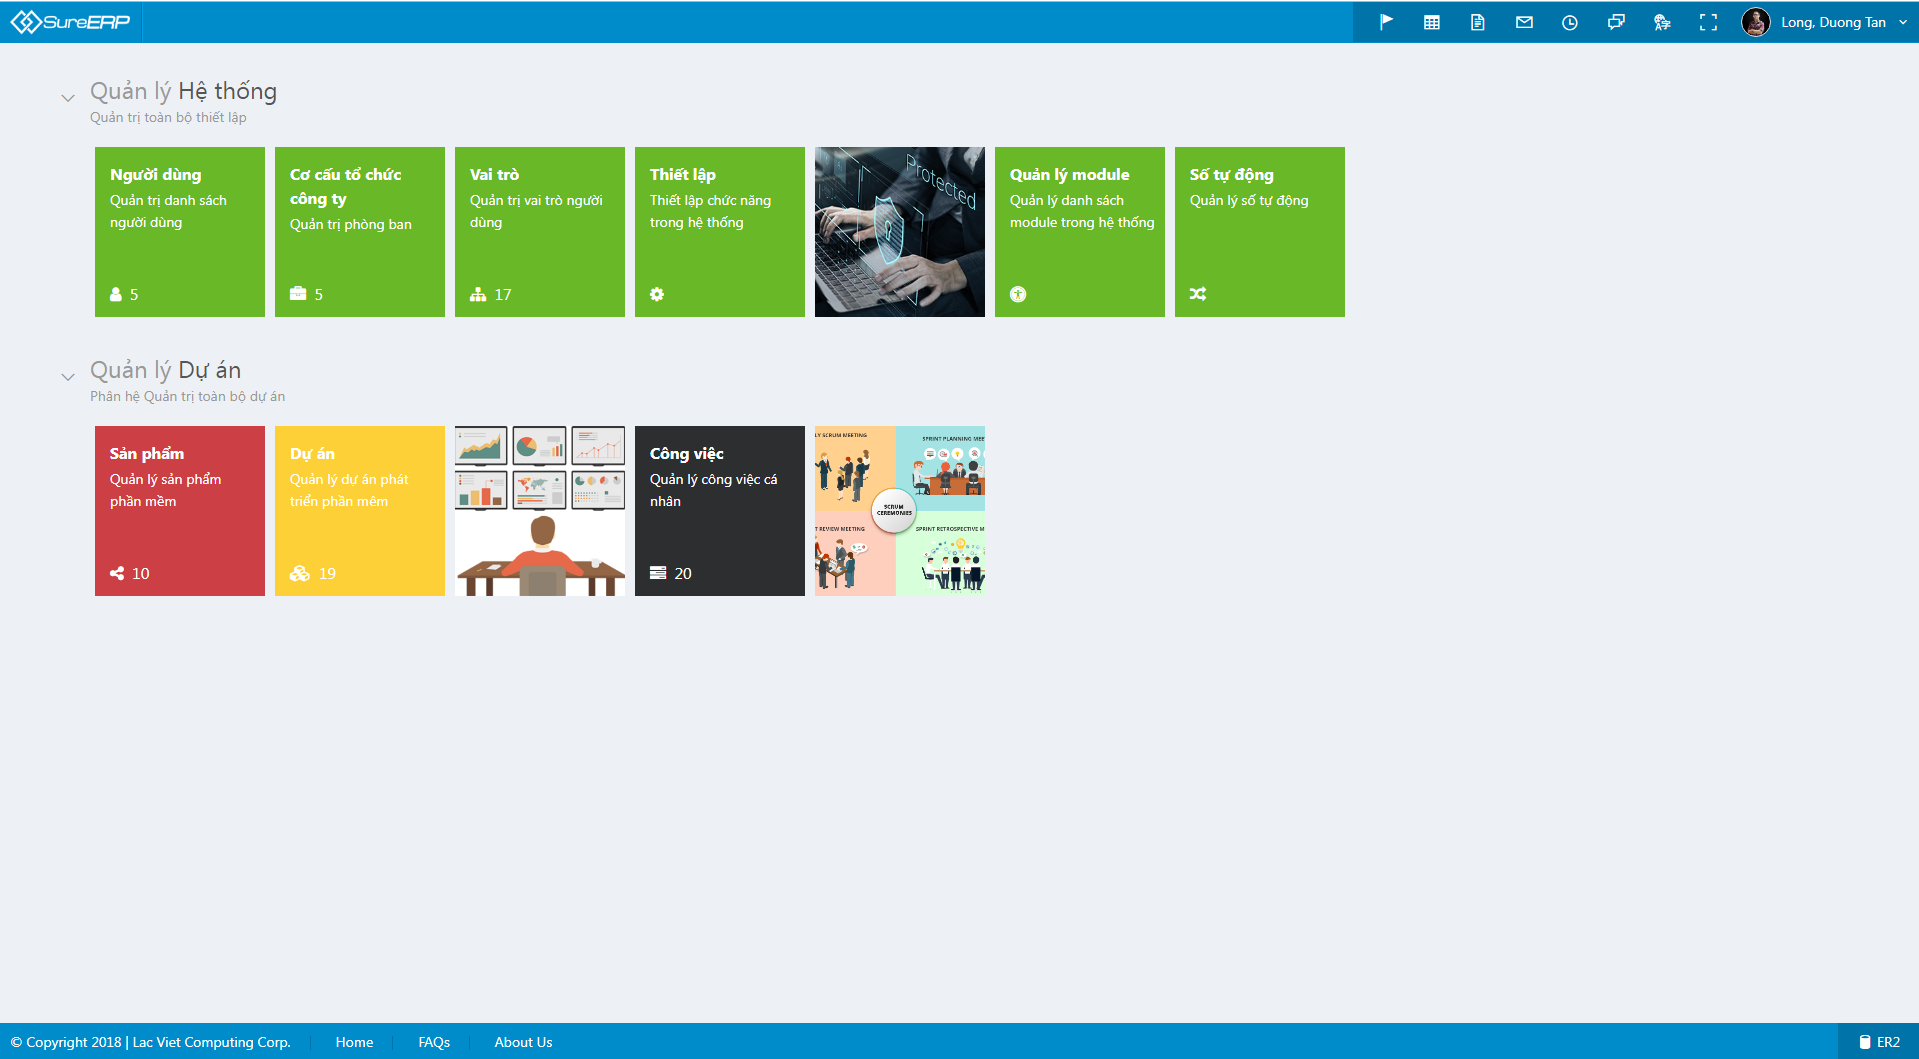 SureERP
Long, Duong Tan
Quản lý Hệ thống
Quản trị toàn bộ thiết lập
Người dùng
Quản trị danh sách
người dùng
5
Cơ cấu tổ chức
công ty
Quản trị phòng ban
5
Vai trò
Quản trị vai trò người
dùng
17
Thiết lập
Thiết lập chức năng
trong hệ thống
Protected
Quản lý module
Quản lý danh sách
module trong hệ thống
Số tự động
Quản lý số tự động
Quản lý Dự án
Phân hệ Quản trị toàn bộ dự án
Sản phẩm
Quản lý sản phẩm
phần mềm
10
Dự án
Quản lý dự án phát
triển phần mêm
19
Công việc
Quản lý công việc cá
nhân
20
LY SCRUM MEETING
SPRINT PLANNING MEE
SCRUM
CEREMONIES
T REVIEW MEETING
SPRINT RETROSPECTIVE M
© Copyright 2018 | Lac Viet Computing Corp.
Home
FAQs
About Us
ER2